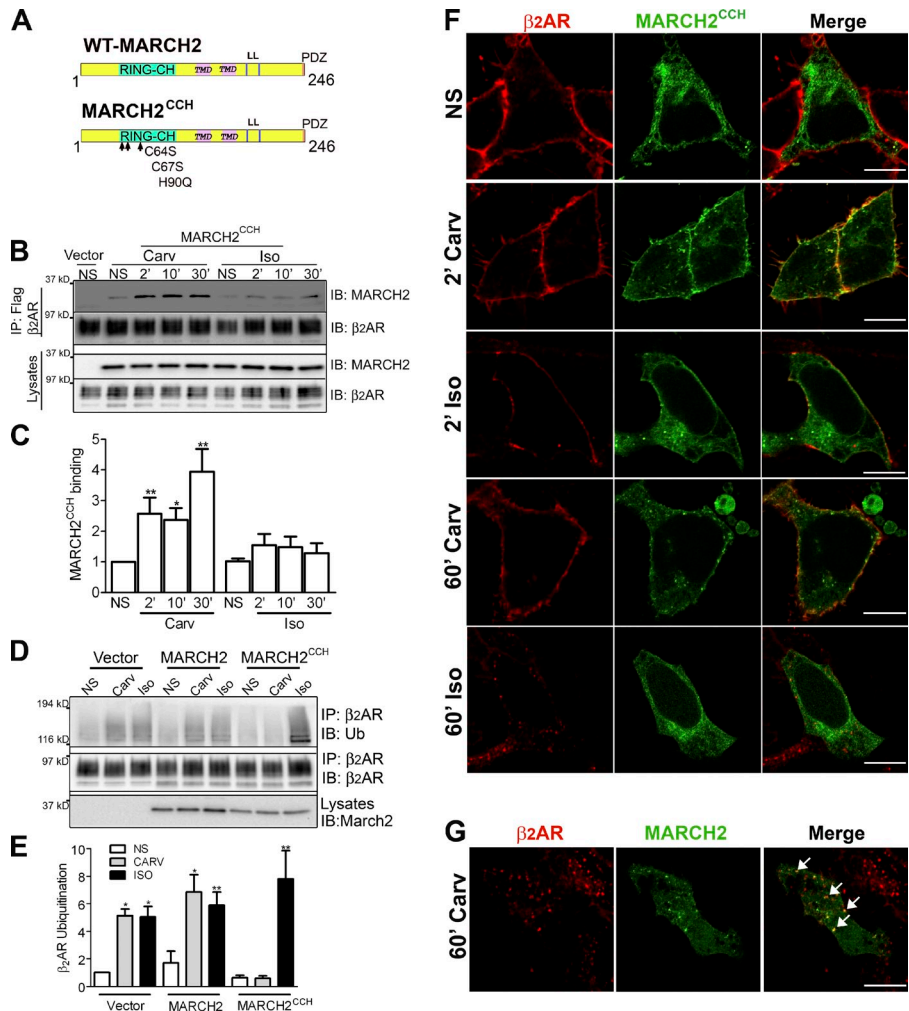 A
WT-MARCH2
LL
PDZ
RING-CH
TMD TMD
1
246
MARCH2CCH
LL
PDZ
RING-CH
TMD TMD
1
246
C64S
C67S
H90Q
B
MARCH2CCH
Vector
Carv
Iso
NS NS 2' 10' 30' NS 2' 10' 30'
37 kD
IB: MARCH2
97 kD
IB: β2AR
IP: Flag β2AR
37 kD
IB: MARCH2
97 kD
IB: β2AR
Lysates
C
MARCH2CCH binding
5
4
3
2
1
0
**
*
**
NS 2' 10' 30' NS 2' 10' 30'
Carv
Iso
D
Vector MARCH2 MARCH2CCH
NS Carv Iso NS Carv Iso NS Carv Iso
194 kD
116 kD
IP: β2AR
IB: Ub
97 kD
IP: β2AR
IB: β2AR
37 kD
Lysates
IB:March2
E
β2AR Ubiquitination
10
8
6
4
2
0
NS
CARV
ISO
* * * ** **
Vector MARCH2 MARCH2CCH
F
β2AR MARCH2CCH Merge
NS
2' Carv
2' Iso
60' Carv
60' Iso
G
β2AR MARCH2 Merge
60' Carv